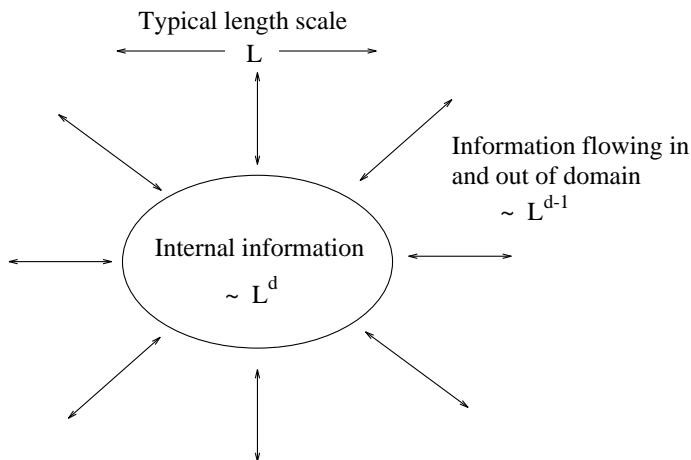 Typical length scale
L
Information flowing in
and out of domain
~ L^{d-1}
Internal information
~ L^d